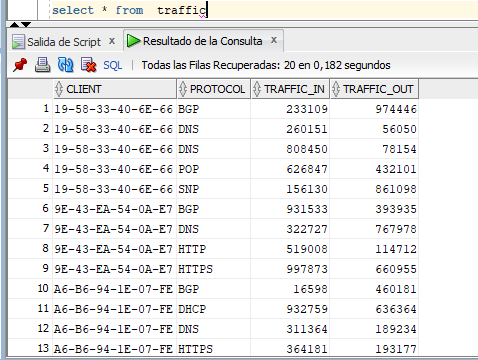 select * from  traffic
Salida de Script x Resultado de la Consulta x
SQL | Todas las Filas Recuperadas: 20 en 0,182 segundos
CLIENT PROTOCOL TRAFFIC_IN TRAFFIC_OUT
1 19-58-33-40-6E-66 BGP 233109 974446
2 19-58-33-40-6E-66 DNS 260151 56050
3 19-58-33-40-6E-66 DNS 808450 78154
4 19-58-33-40-6E-66 POP 626847 432101
5 19-58-33-40-6E-66 SNP 156130 861098
6 9E-43-EA-54-0A-E7 BGP 931533 393935
7 9E-43-EA-54-0A-E7 DNS 322727 767978
8 9E-43-EA-54-0A-E7 HTTP 519008 114712
9 9E-43-EA-54-0A-E7 HTTPS 997873 660955
10 A6-B6-94-1E-07-FE BGP 16598 460181
11 A6-B6-94-1E-07-FE DHCP 932759 636364
12 A6-B6-94-1E-07-FE DNS 311364 189234
13 A6-B6-94-1E-07-FE HTTPS 364181 193177